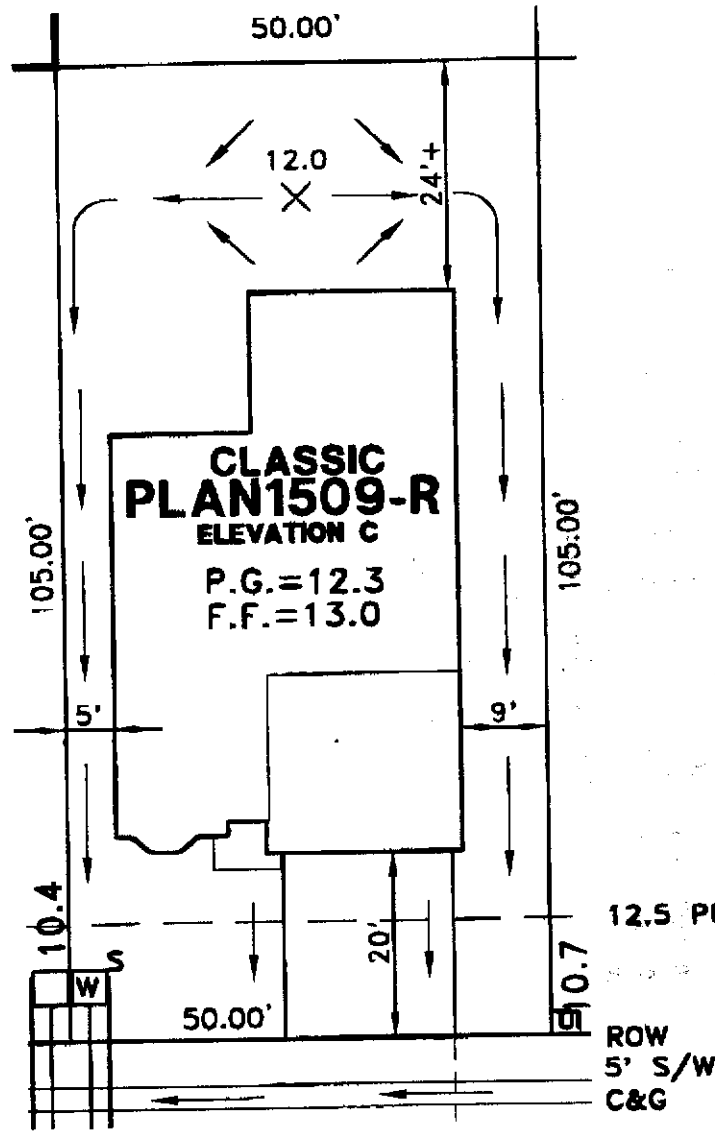 50.00'
12.0
24'+
CLASSIC
PLAN1509-R
ELEVATION C
P.G.=12.3
F.F.=13.0
105.00'
105.00'
5'
9'
10.4
20'
12.5
10.7
S
W
50.00'
ROW
5' S/W
C&G